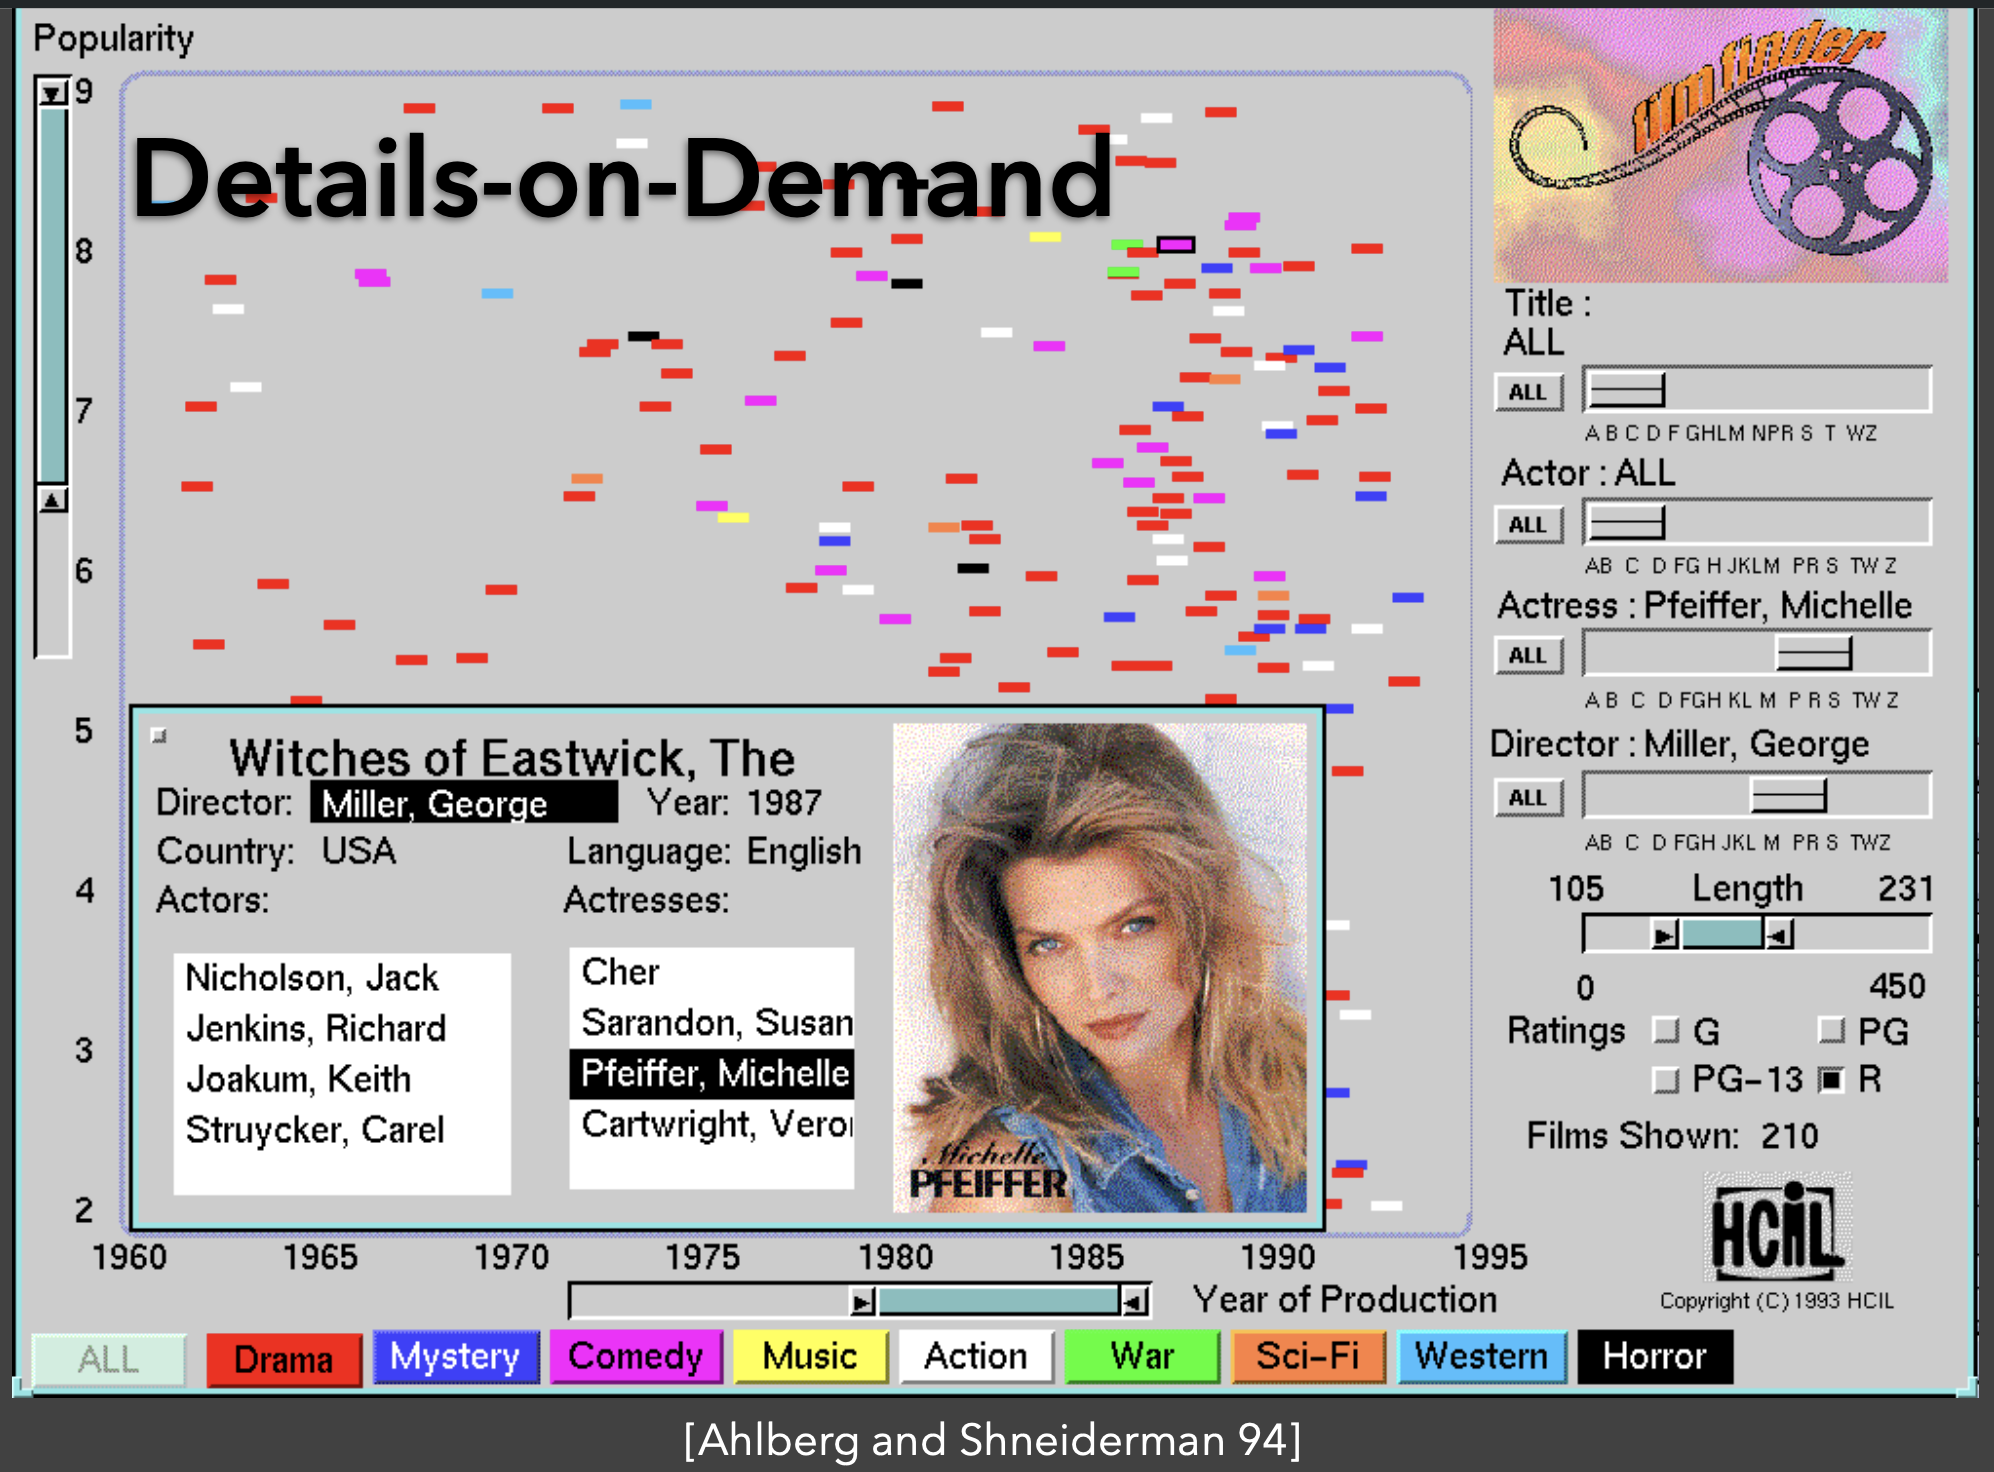 Popularity
film finder
9
Details-on-Demand
8
7
6
5
4
3
2
Title :
ALL
ALL
A B C D F GHLM NPR S T WZ
Actor : ALL
ALL
AB C D FG H JKLM PR S TW Z
Actress : Pfeiffer, Michelle
ALL
A B C D FGH KL M P R S TW Z
Director : Miller, George
ALL
AB C D FGH JKL M PR S TWZ
105 Length 231
0 450
Ratings G PG
PG-13 R
Films Shown: 210
HCIL
Copyright (C) 1993 HCIL
Witches of Eastwick, The
Director: Miller, George Year: 1987
Country: USA Language: English
Actors: Actresses:
Nicholson, Jack
Jenkins, Richard
Joakum, Keith
Struycker, Carel
Cher
Sarandon, Susan
Pfeiffer, Michelle
Cartwright, Vero
Michelle
PFEIFFER
1960 1965 1970 1975 1980 1985 1990 1995
Year of Production
ALL Drama Mystery Comedy Music Action War Sci-Fi Western Horror
[Ahlberg and Shneiderman 94]